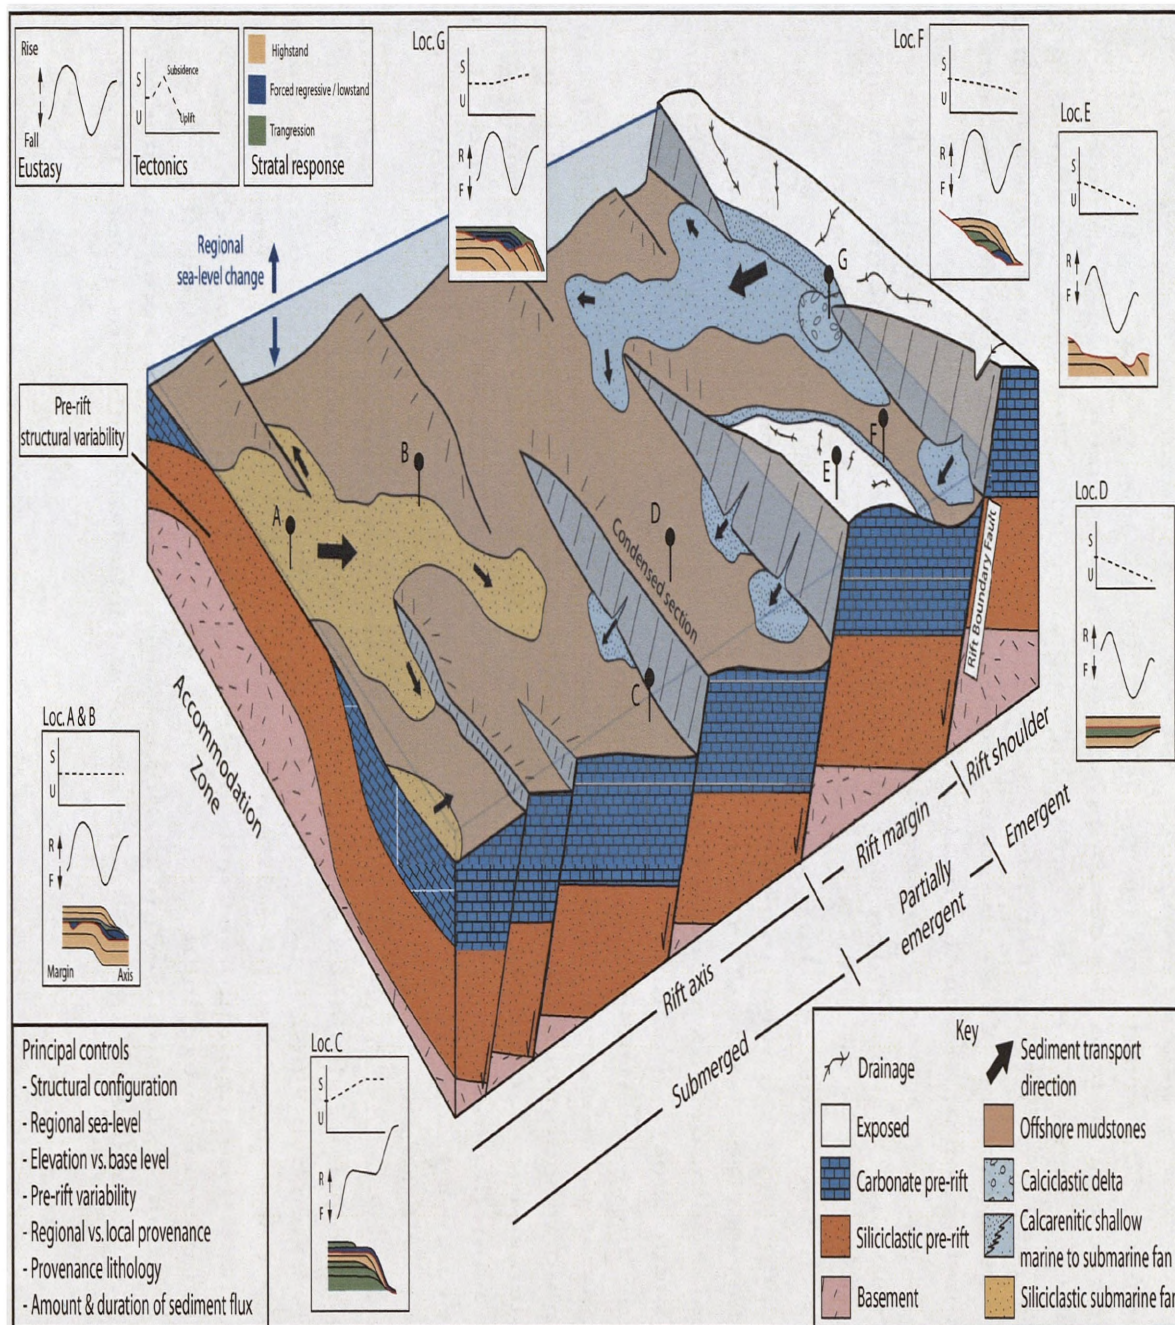 Rise
Fall
Eustasy
S
U
Subsidence
Uplift
Tectonics
Highstand
Forced regressive / lowstand
Trangression
Stratal response
Loc. G
S
U
R
F
Loc. F
S
U
R
F
Loc. E
S
U
R
F
Regional
sea-level change
Pre-rift
structural variability
A
B
C
D
E
F
G
Condensed section
Rift Boundary Fault
Loc. D
S
U
R
F
Accommodation
Zone
Loc. A & B
S
U
R
F
Margin
Axis
Rift axis
Rift margin
Rift shoulder
Submerged
Partially
emergent
Emergent
Loc. C
S
U
R
F
Principal controls
- Structural configuration
- Regional sea-level
- Elevation vs. base level
- Pre-rift variability
- Regional vs. local provenance
- Provenance lithology
- Amount & duration of sediment flux
Key
Drainage
Sediment transport
direction
Exposed
Offshore mudstones
Carbonate pre-rift
Calciclastic delta
Siliciclastic pre-rift
Calcarenitic shallow
marine to submarine fan
Basement
Siliciclastic submarine fan